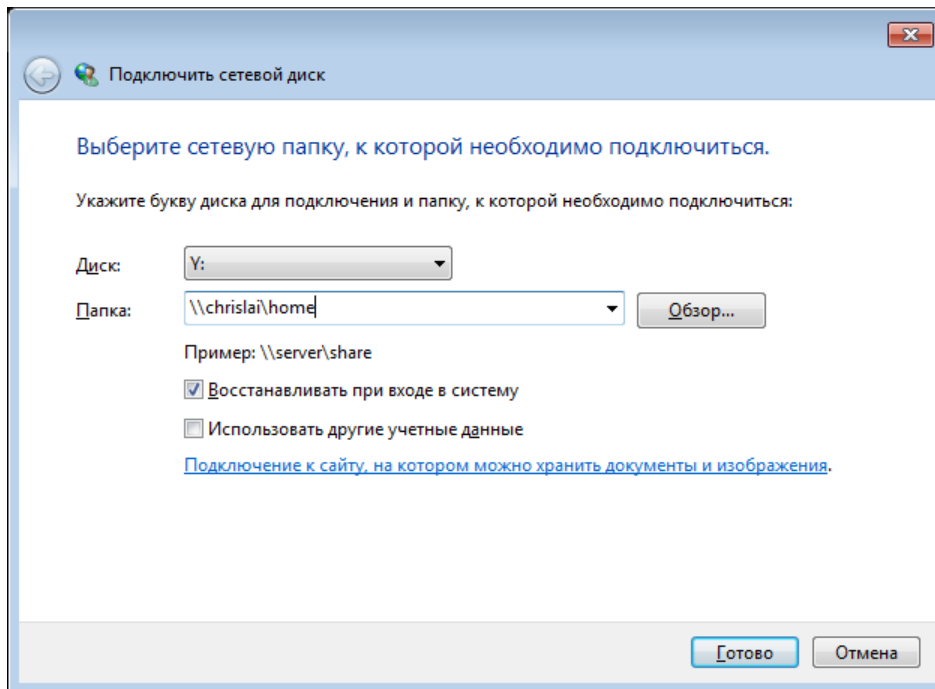 Подключить сетевой диск
Выберите сетевую папку, к которой необходимо подключиться.
Укажите букву диска для подключения и папку, к которой необходимо подключиться:
Диск: Y:
Папка: \\chrislai\home Обзор...
Пример: \\server\share
Восстанавливать при входе в систему
Использовать другие учетные данные
Подключение к сайту, на котором можно хранить документы и изображения.
Готово Отмена